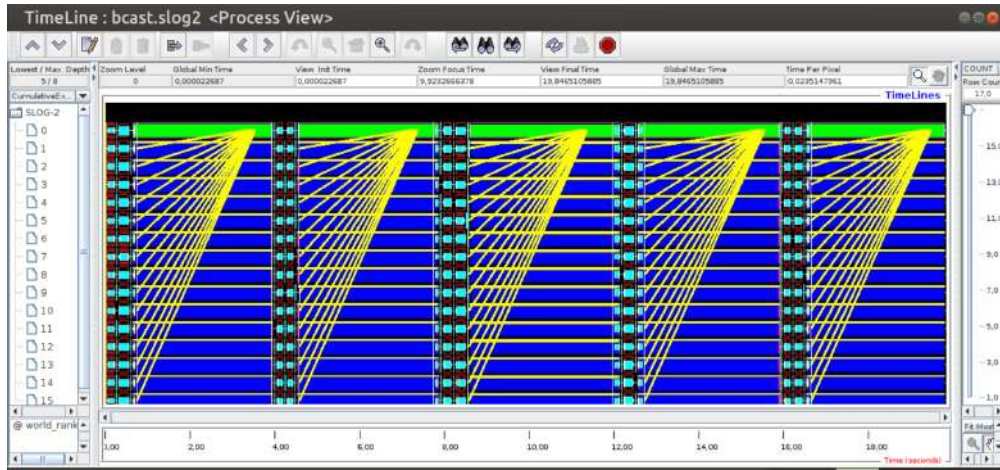 TimeLine : bcast.slog2 <Process View>
Lowest / Max. Depth Zoom Level Global Min Time View Init Time Zoom Focus Time View Final Time Global Max Time Time Per Pixel COUNT
5 / 8 0 0,000022687 0,000022687 9,9232666378 19,8465105885 19,8465105885 0,0235147961 Row Cou
CumulativeEx... 17,0
TimeLines
SLOG-2
0
1
15,
2
3
13,
4
5
11,
6
7
9,0
8
9
7,0
10
11
5,0
12
13
3,0
14
15
1,0
@ world_rank
Fit Most
1,00 2,00 4,00 6,00 8,00 10,00 12,00 14,00 16,00 18,00
Time (seconds)